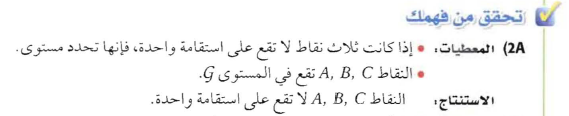 تحقق من فهمك
2A) المعطيات: • إذا كانت ثلاث نقاط لا تقع على استقامة واحدة، فإنها تحدد مستوى.
• النقاط A, B, C تقع في المستوى G.
الاستنتاج: النقاط A, B, C لا تقع على استقامة واحدة.